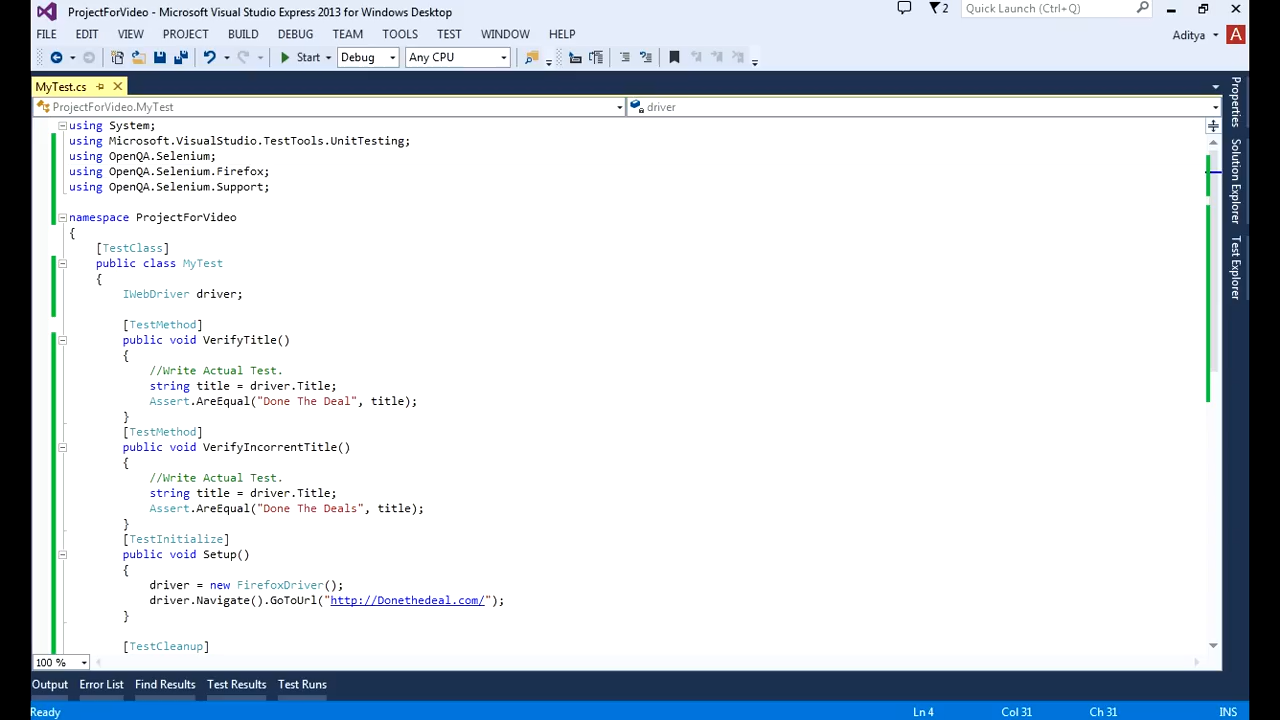 ProjectForVideo - Microsoft Visual Studio Express 2013 for Windows Desktop
2
Quick Launch (Ctrl+Q)
FILE EDIT VIEW PROJECT BUILD DEBUG TEAM TOOLS TEST WINDOW HELP
Aditya A
Start Debug Any CPU
MyTest.cs
ProjectForVideo.MyTest driver
using System;
using Microsoft.VisualStudio.TestTools.UnitTesting;
using OpenQA.Selenium;
using OpenQA.Selenium.Firefox;
using OpenQA.Selenium.Support;
namespace ProjectForVideo
{
[TestClass]
public class MyTest
{
IWebDriver driver;
[TestMethod]
public void VerifyTitle()
{
//Write Actual Test.
string title = driver.Title;
Assert.AreEqual("Done The Deal", title);
}
[TestMethod]
public void VerifyIncorrentTitle()
{
//Write Actual Test.
string title = driver.Title;
Assert.AreEqual("Done The Deals", title);
}
[TestInitialize]
public void Setup()
{
driver = new FirefoxDriver();
driver.Navigate().GoToUrl("http://Donethedeal.com/");
}
[TestCleanup]
Properties
Solution Explorer
Test Explorer
100 %
Output Error List Find Results Test Results Test Runs
Ready Ln 4 Col 31 Ch 31 INS